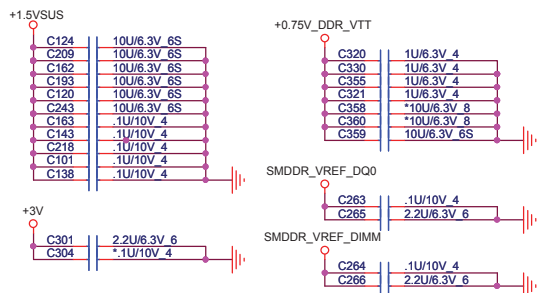 +1.5VSUS
C124 10U/6.3V_6S
C209 10U/6.3V_6S
C162 10U/6.3V_6S
C193 10U/6.3V_6S
C120 10U/6.3V_6S
C243 10U/6.3V_6S
C163 .1U/10V_4
C143 .1U/10V_4
C218 .1U/10V_4
C101 .1U/10V_4
C138 .1U/10V_4
+3V
C301 2.2U/6.3V_6
C304 *.1U/10V_4
+0.75V_DDR_VTT
C320 1U/6.3V_4
C330 1U/6.3V_4
C355 1U/6.3V_4
C321 1U/6.3V_4
C358 *10U/6.3V_8
C360 *10U/6.3V_8
C359 10U/6.3V_6S
SMDDR_VREF_DQ0
C263 .1U/10V_4
C265 2.2U/6.3V_6
SMDDR_VREF_DIMM
C264 .1U/10V_4
C266 2.2U/6.3V_6